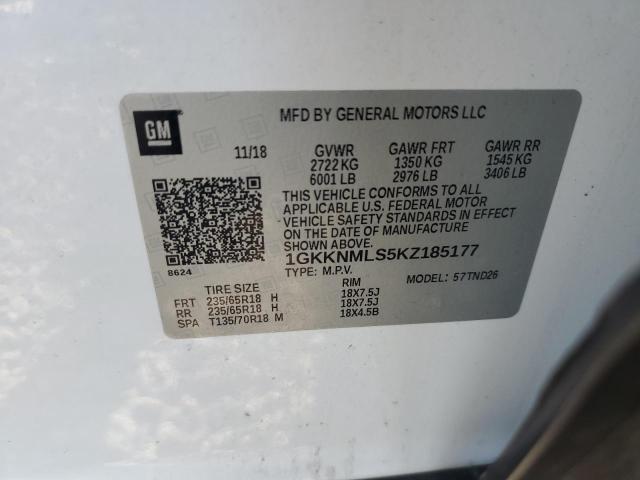 GM
MFD BY GENERAL MOTORS LLC
11/18 GVWR GAWR FRT GAWR RR
2722 KG 1350 KG 1545 KG
6001 LB 2976 LB 3406 LB
THIS VEHICLE CONFORMS TO ALL
APPLICABLE U.S. FEDERAL MOTOR
VEHICLE SAFETY STANDARDS IN EFFECT
ON THE DATE OF MANUFACTURE
SHOWN ABOVE.
1GKKNMLS5KZ185177
8624 TYPE: M.P.V. MODEL: 57TND26
TIRE SIZE RIM
FRT 235/65R18 H 18X7.5J
RR 235/65R18 H 18X7.5J
SPA T135/70R18 M 18X4.5B